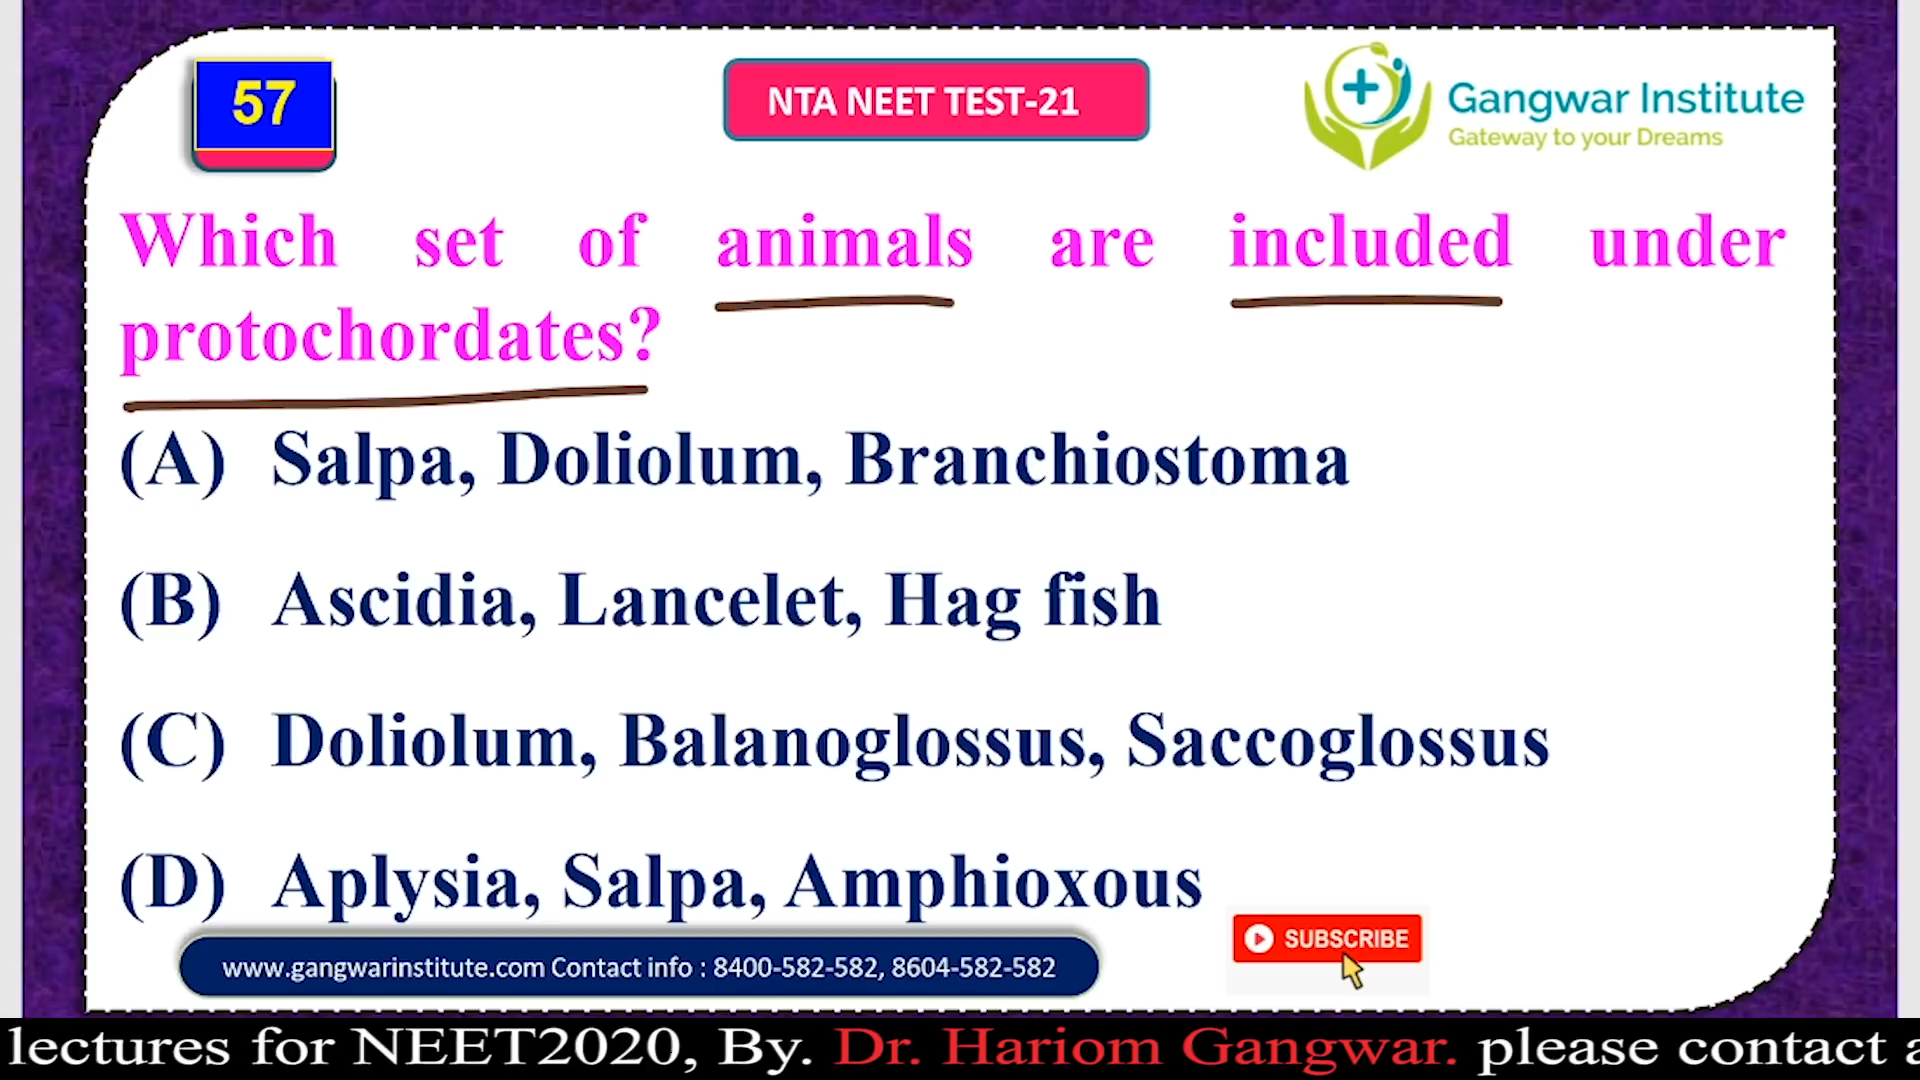 57
NTA NEET TEST-21
Gangwar Institute
Gateway to your Dreams
Which set of animals are included under
protochordates?
(A) Salpa, Doliolum, Branchiostoma
(B) Ascidia, Lancelet, Hag fish
(C) Doliolum, Balanoglossus, Saccoglossus
(D) Aplysia, Salpa, Amphioxous
SUBSCRIBE
www.gangwarinstitute.com Contact info : 8400-582-582, 8604-582-582
lectures for NEET2020, By. Dr. Hariom Gangwar. please contact a